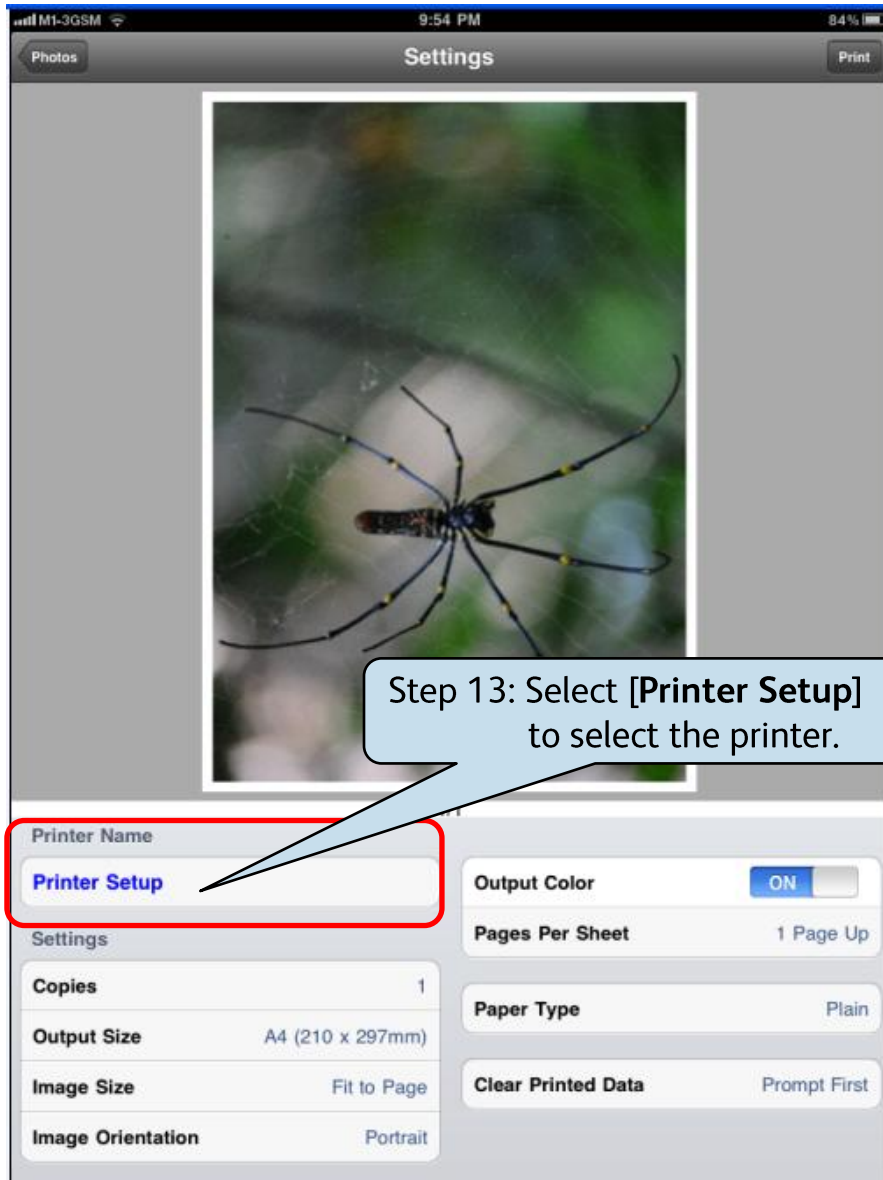 M1-3GSM 9:54 PM 84%
Photos Settings Print
Step 13: Select [Printer Setup]
to select the printer.
Printer Name
Printer Setup
Output Color ON
Settings
Pages Per Sheet 1 Page Up
Copies 1
Paper Type Plain
Output Size A4 (210 x 297mm)
Image Size Fit to Page
Clear Printed Data Prompt First
Image Orientation Portrait